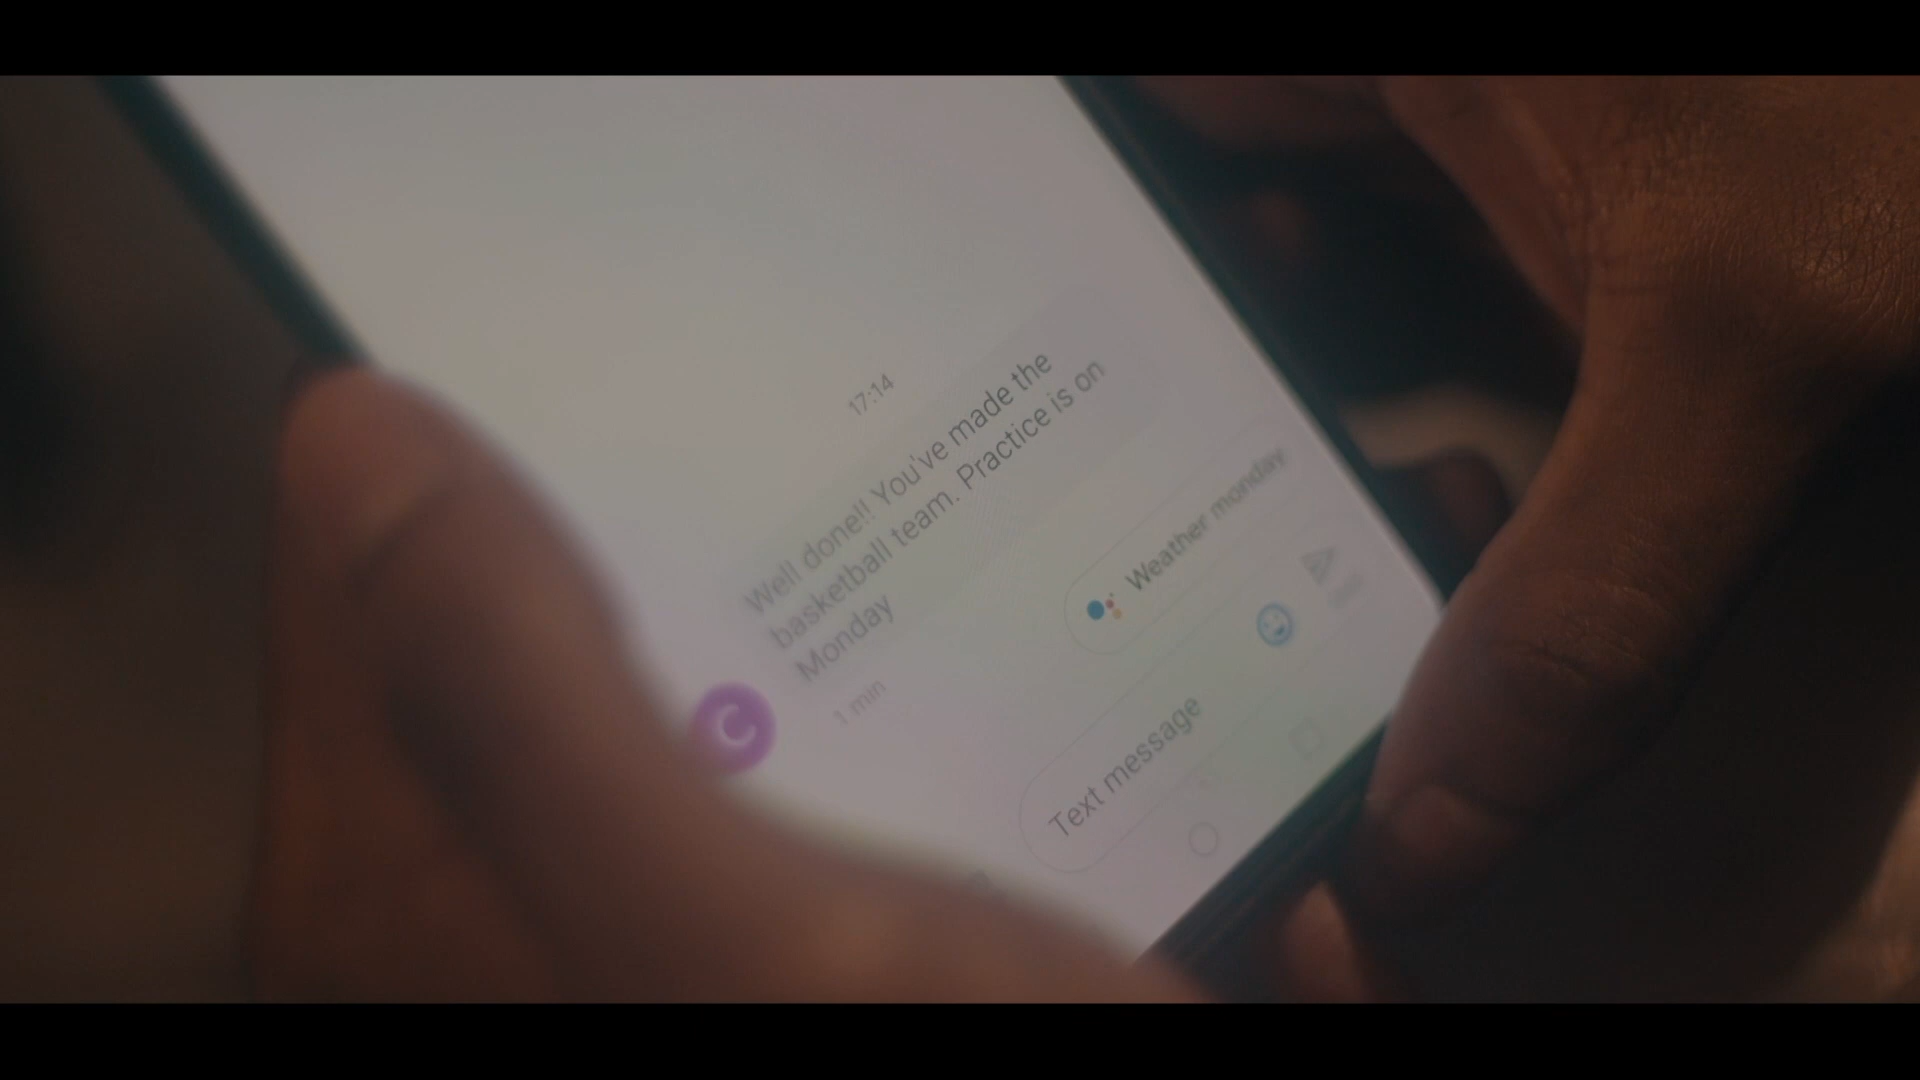 17:14
Well done!! You've made the
basketball team. Practice is on
Monday
C
1 min
Weather monday
Text message